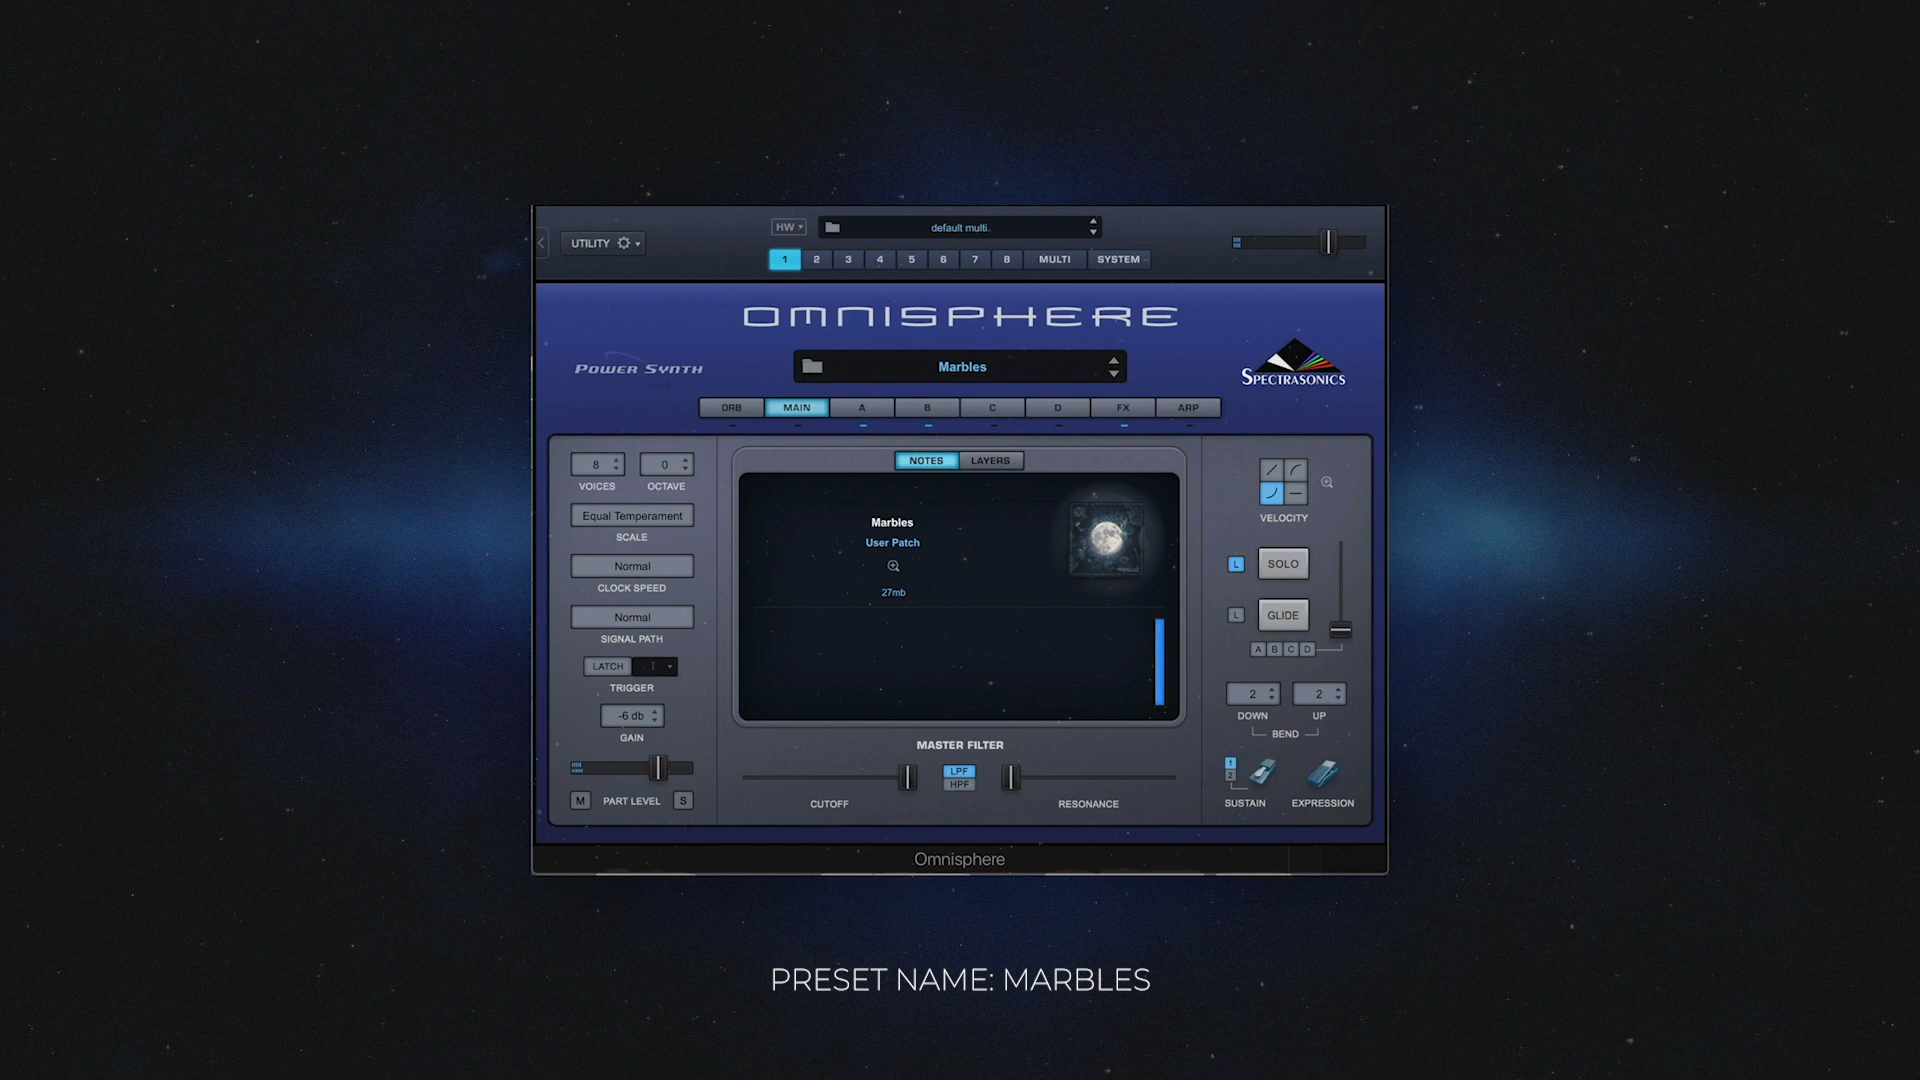 UTILITY
HW
default multi
1 2 3 4 5 6 7 8 MULTI SYSTEM
OMNISPHERE
POWER SYNTH
Marbles
SPECTRASONICS
ORB MAIN A B C D FX ARP
NOTES LAYERS
8 0
VOICES OCTAVE
Equal Temperament
SCALE
Normal
CLOCK SPEED
Normal
SIGNAL PATH
LATCH
TRIGGER
-6 db
GAIN
M PART LEVEL S
Marbles
User Patch
27mb
MASTER FILTER
LPF
HPF
CUTOFF
RESONANCE
VELOCITY
L SOLO
L GLIDE
A B C D
2 2
DOWN UP
BEND
1
2
SUSTAIN EXPRESSION
Omnisphere
PRESET NAME: MARBLES